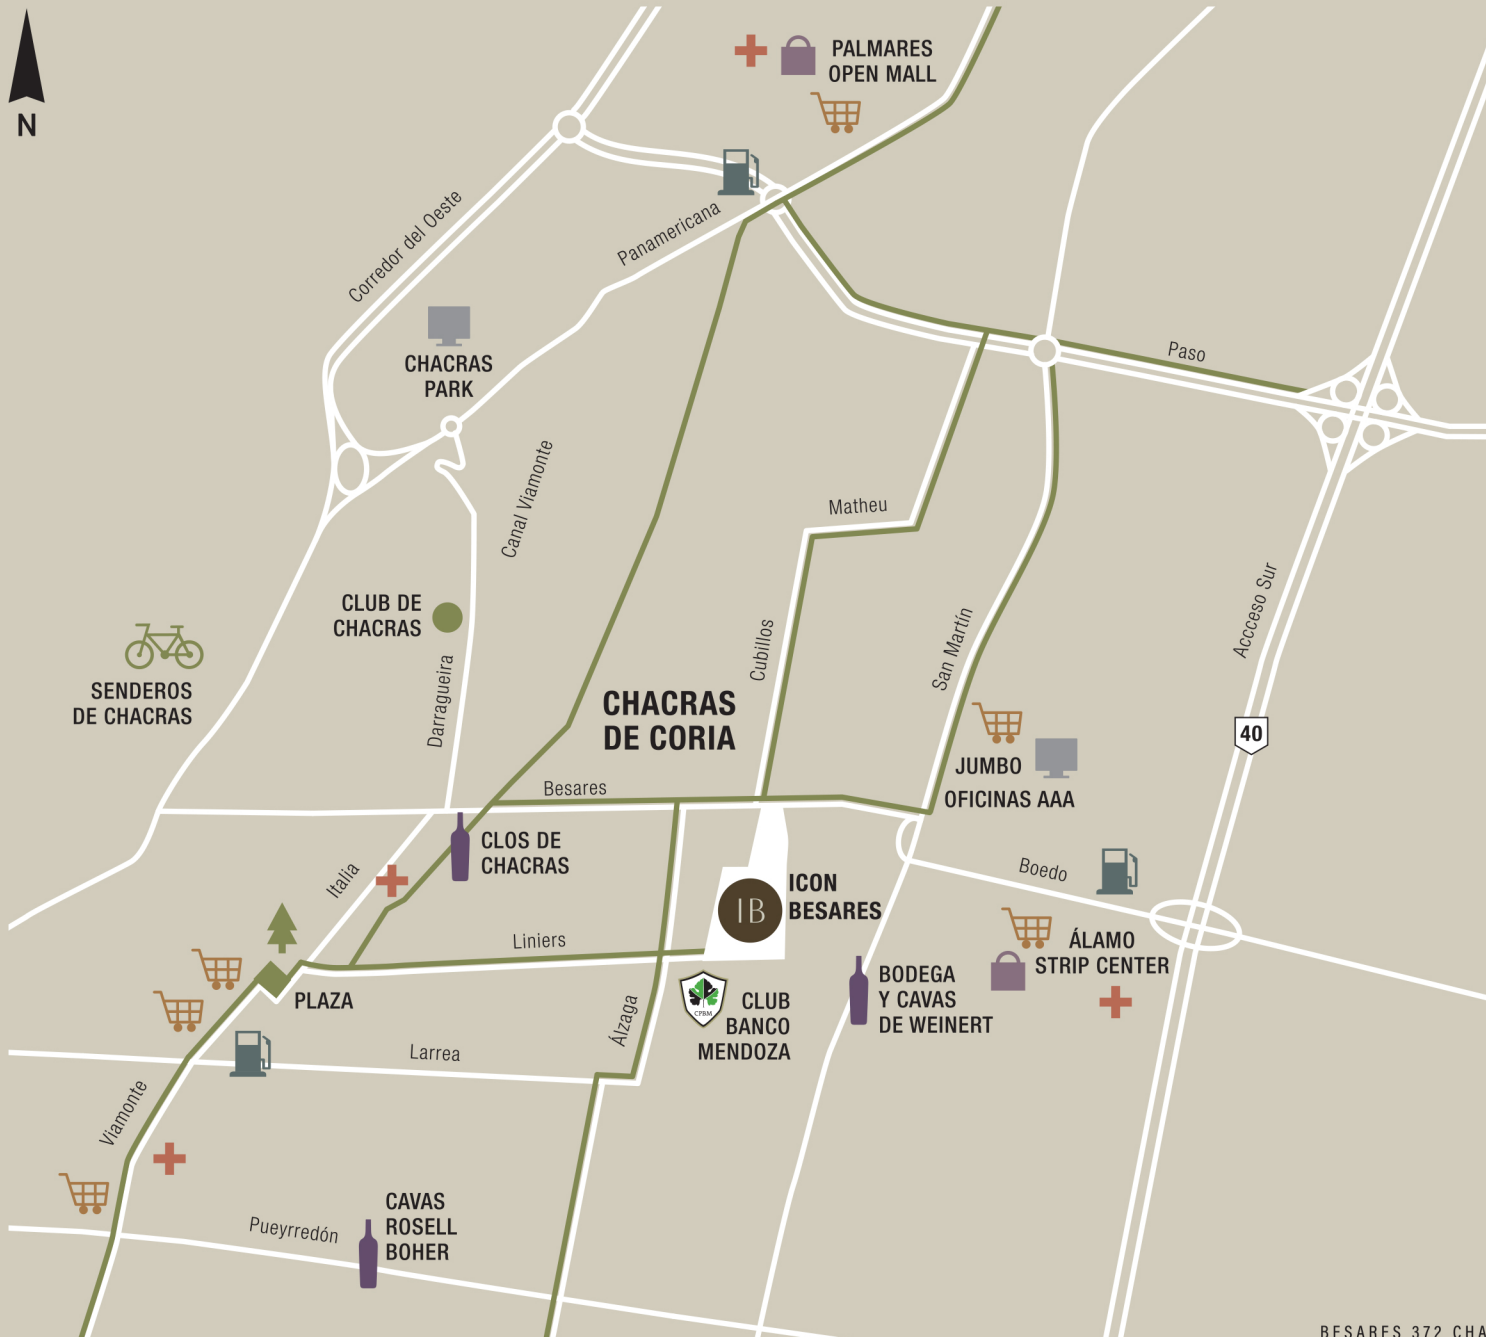 N
PALMARES
OPEN MALL
Corredor del Oeste
Panamericana
CHACRAS
PARK
Paso
Canal Viamonte
Matheu
CLUB DE
CHACRAS
Accceso Sur
Cubillos
San Martín
SENDEROS
DE CHACRAS
Darragueira
CHACRAS
DE CORIA
40
JUMBO
OFICINAS AAA
Besares
CLOS DE
CHACRAS
Italia
Boedo
ICON
BESARES
IB
Liniers
ÁLAMO
STRIP CENTER
PLAZA
BODEGA
Y CAVAS
DE WEINERT
CPBM
CLUB
BANCO
MENDOZA
Álzaga
Larrea
Viamonte
CAVAS
ROSELL
BOHER
Pueyrredón
BESARES 372 CHA